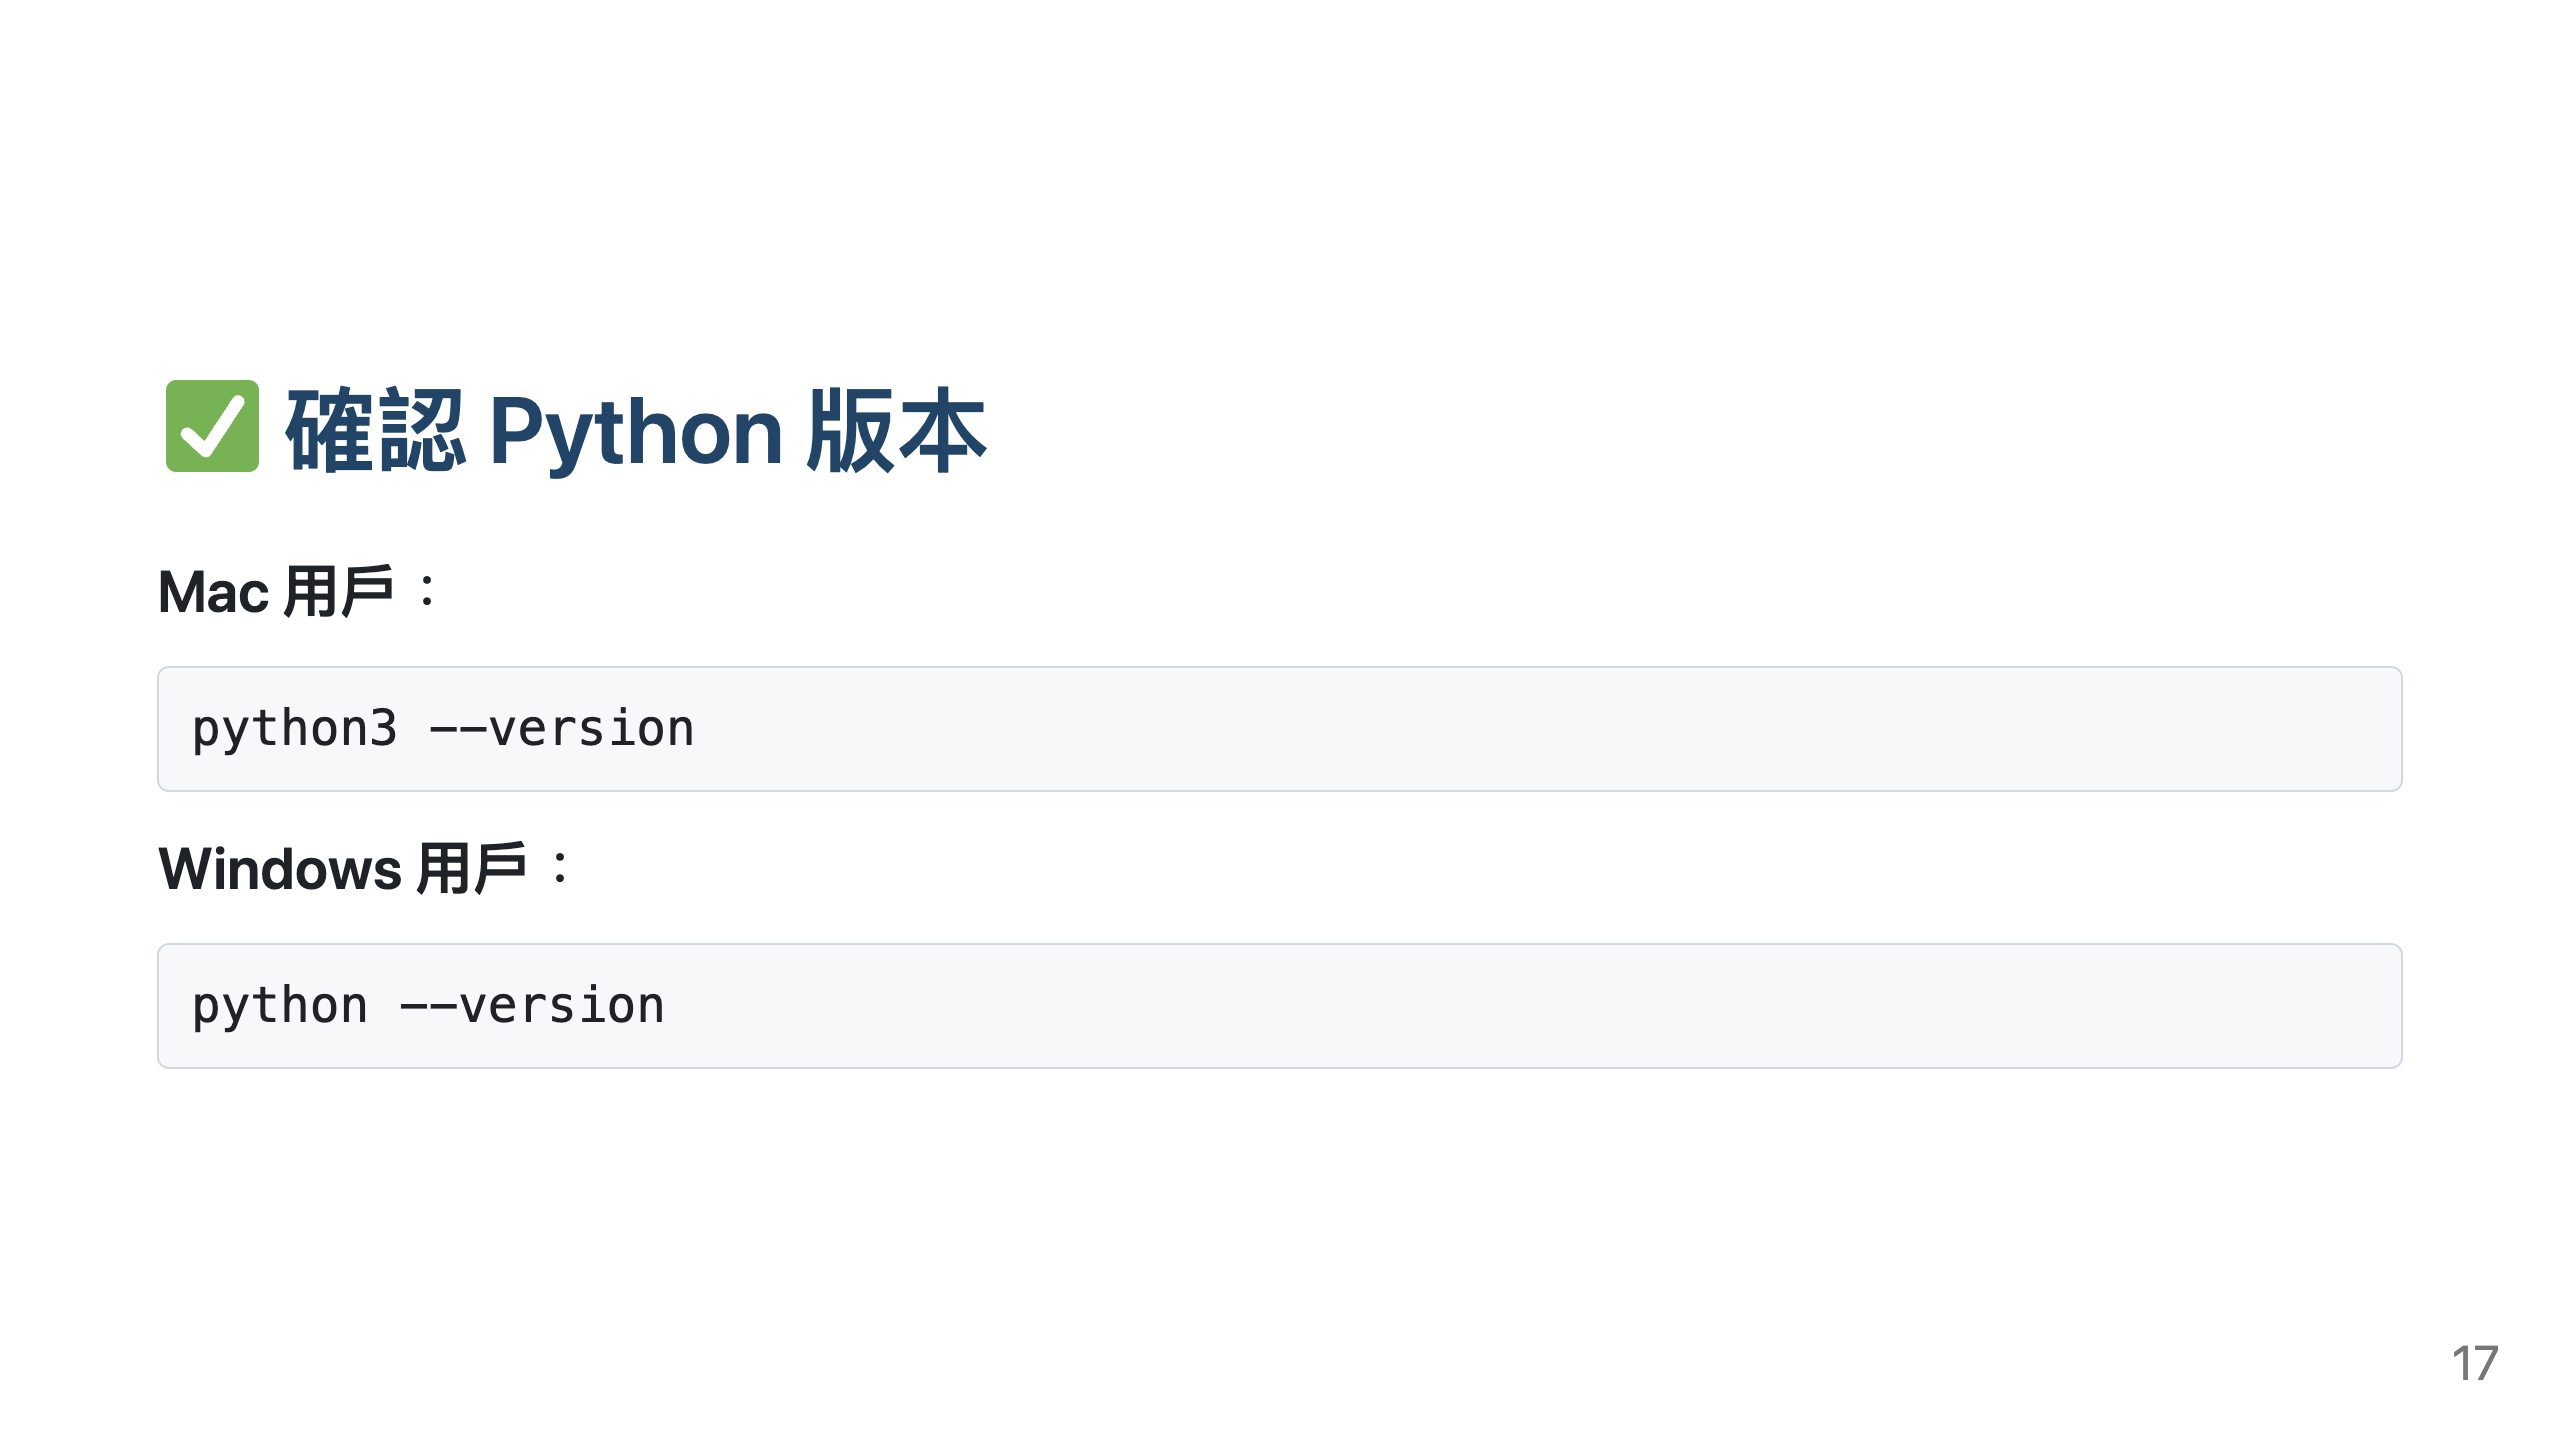 ✅ 確認 Python 版本
Mac 用戶：
python3 --version
Windows 用戶：
python --version
17